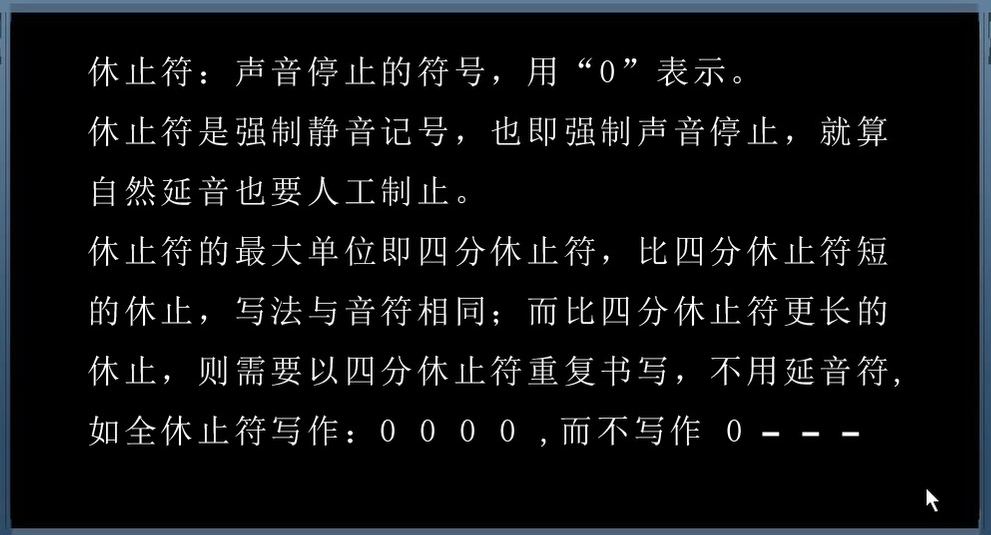 休止符：声音停止的符号，用“0”表示。
休止符是强制静音记号，也即强制声音停止，就算
自然延音也要人工制止。
休止符的最大单位即四分休止符，比四分休止符短
的休止，写法与音符相同；而比四分休止符更长的
休止，则需要以四分休止符重复书写，不用延音符，
如全休止符写作：0 0 0 0 ,而不写作 0 – – –